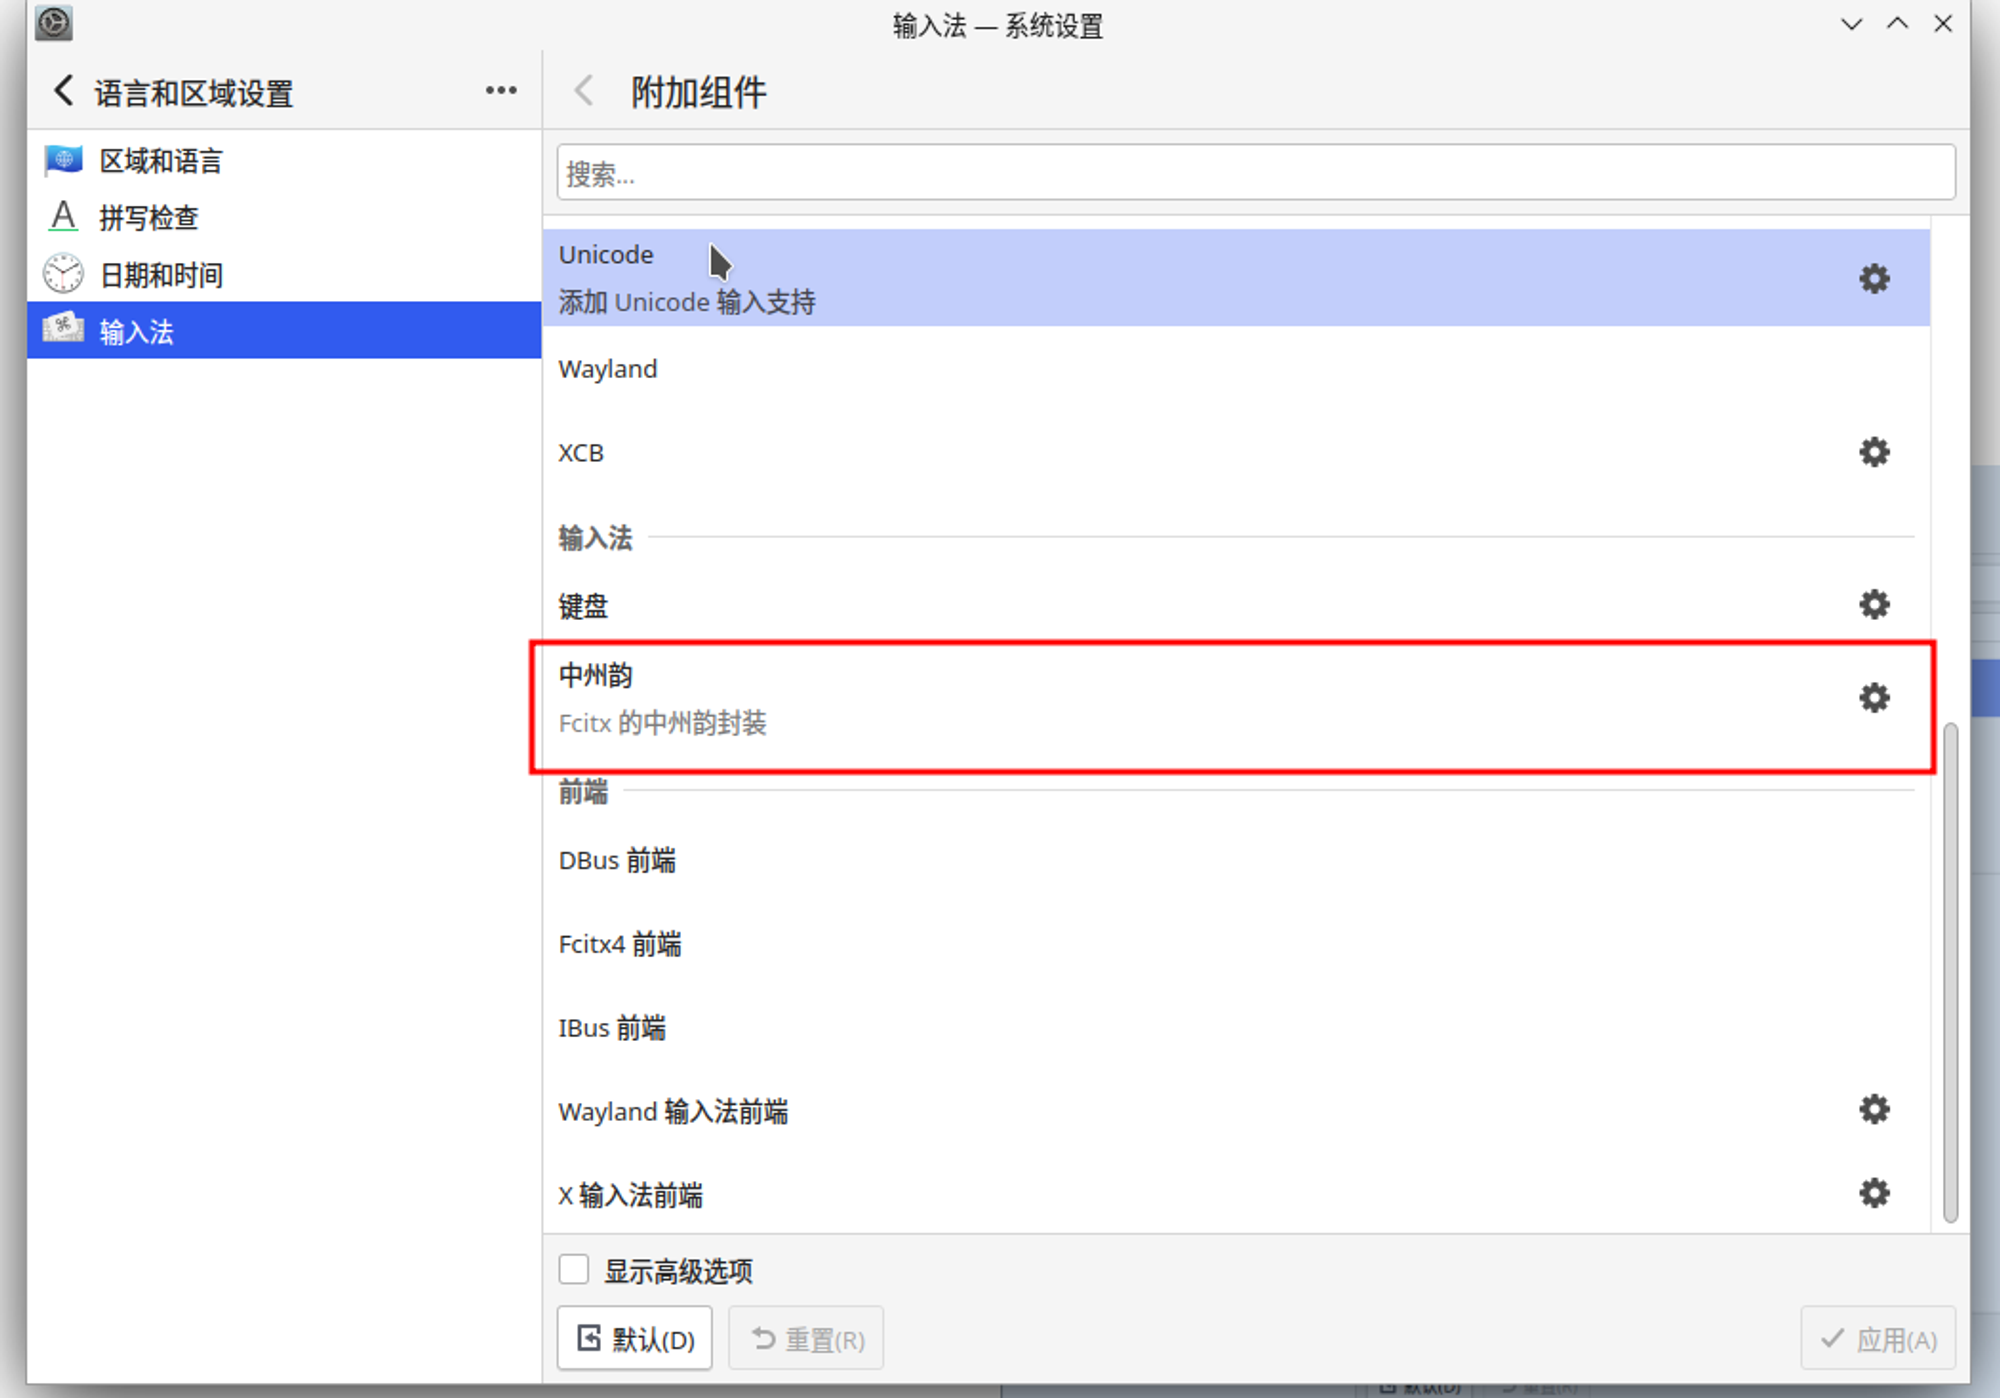 输入法 — 系统设置
语言和区域设置
附加组件
区域和语言
拼写检查
日期和时间
输入法
搜索...
Unicode
添加 Unicode 输入支持
Wayland
XCB
输入法
键盘
中州韵
Fcitx 的中州韵封装
前端
DBus 前端
Fcitx4 前端
IBus 前端
Wayland 输入法前端
X 输入法前端
显示高级选项
默认(D)
重置(R)
应用(A)
默认(D)
重置(R)